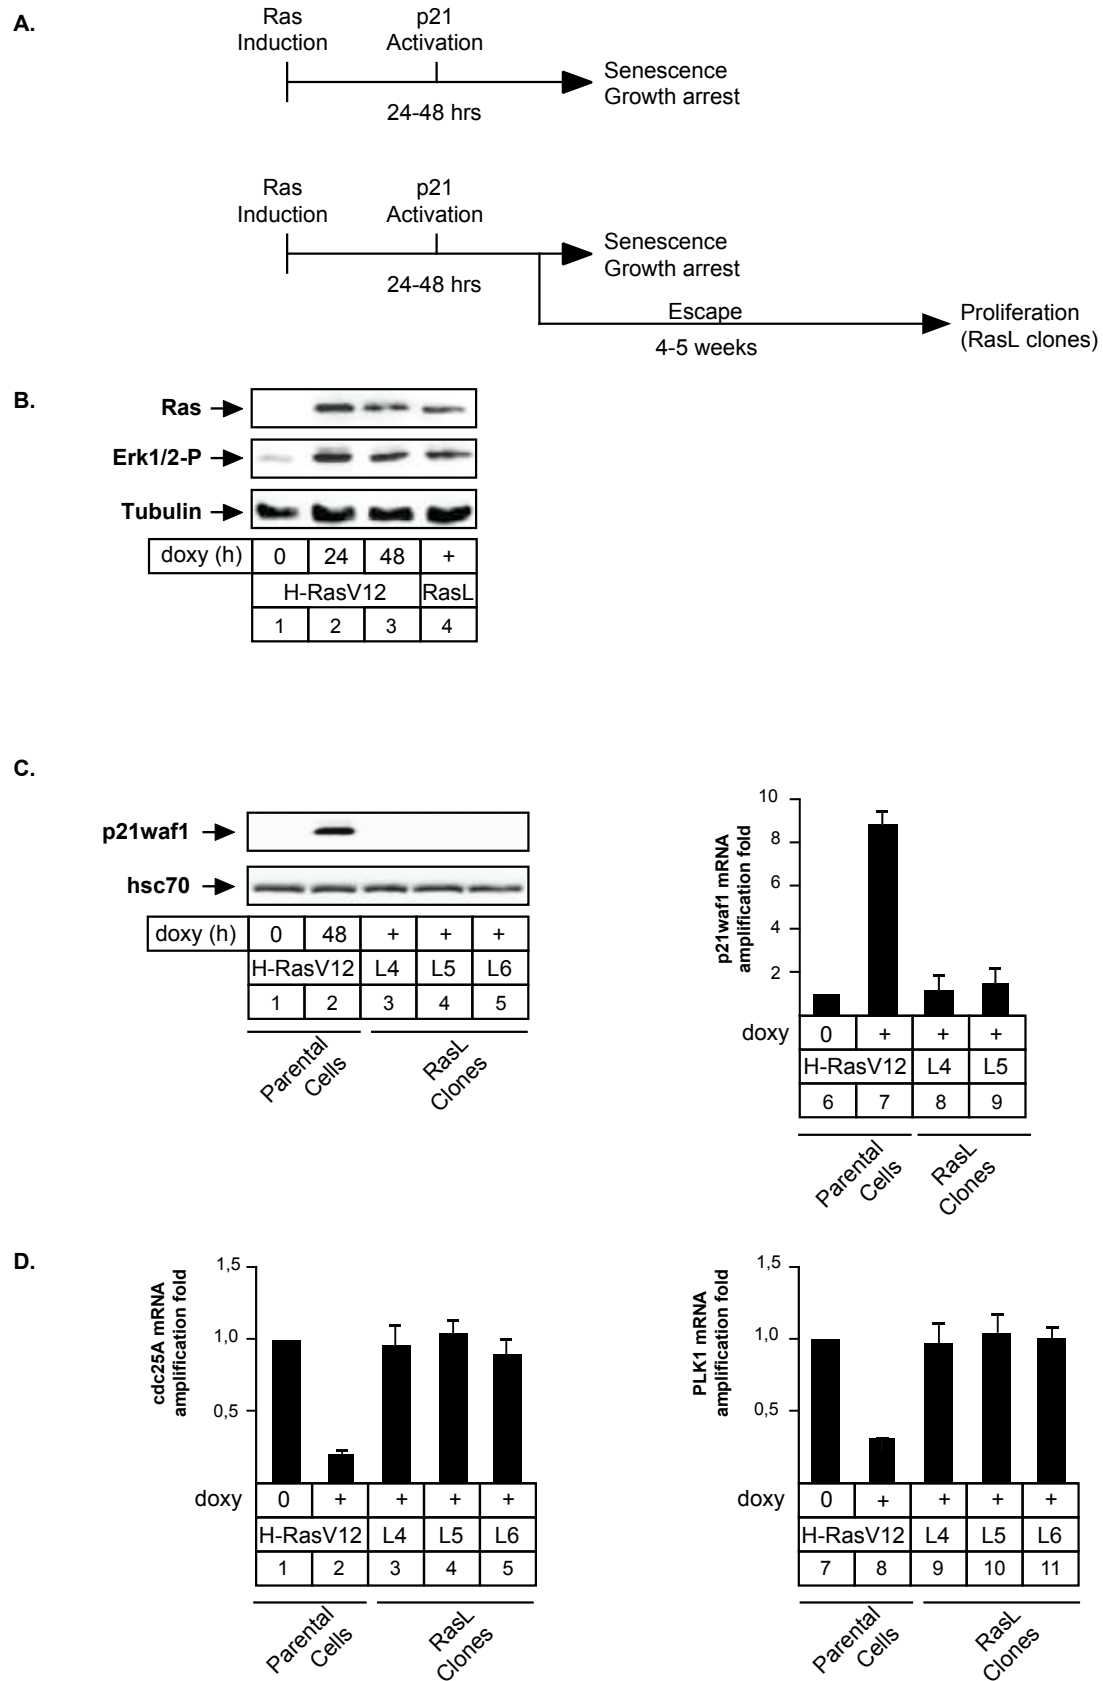 A.
Ras
Induction
p21
Activation
24-48 hrs
Senescence
Growth arrest
Ras
Induction
p21
Activation
24-48 hrs
Senescence
Growth arrest
Escape
4-5 weeks
Proliferation
(RasL clones)
B.
Ras
Erk1/2-P
Tubulin
doxy (h) 0 24 48 +
H-RasV12 RasL
1 2 3 4
C.
p21waf1
hsc70
doxy (h) 0 48 + + +
H-RasV12 L4 L5 L6
1 2 3 4 5
Parental
Cells
RasL
Clones
p21waf1 mRNA
amplification fold
10
8
6
4
2
doxy 0 + + +
H-RasV12 L4 L5
6 7 8 9
Parental
Cells
RasL
Clones
D.
cdc25A mRNA
amplification fold
1,5
1,0
0,5
doxy 0 + + + +
H-RasV12 L4 L5 L6
1 2 3 4 5
Parental
Cells
RasL
Clones
PLK1 mRNA
amplification fold
1,5
1,0
0,5
doxy 0 + + + +
H-RasV12 L4 L5 L6
7 8 9 10 11
Parental
Cells
RasL
Clones